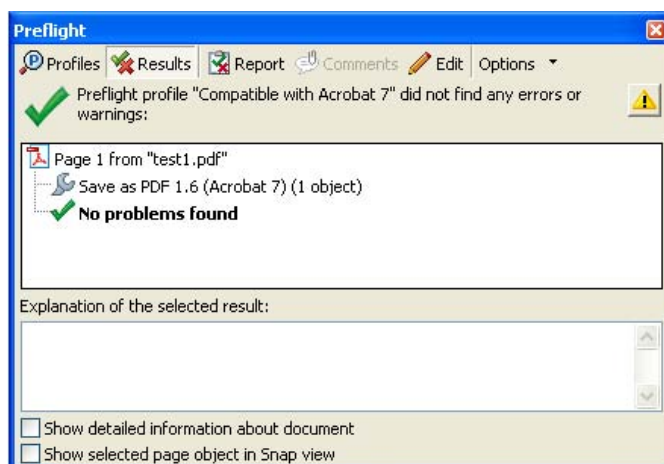 Preflight
Profiles Results Report Comments Edit Options
Preflight profile "Compatible with Acrobat 7" did not find any errors or
warnings:
Page 1 from "test1.pdf"
Save as PDF 1.6 (Acrobat 7) (1 object)
No problems found
Explanation of the selected result:
Show detailed information about document
Show selected page object in Snap view